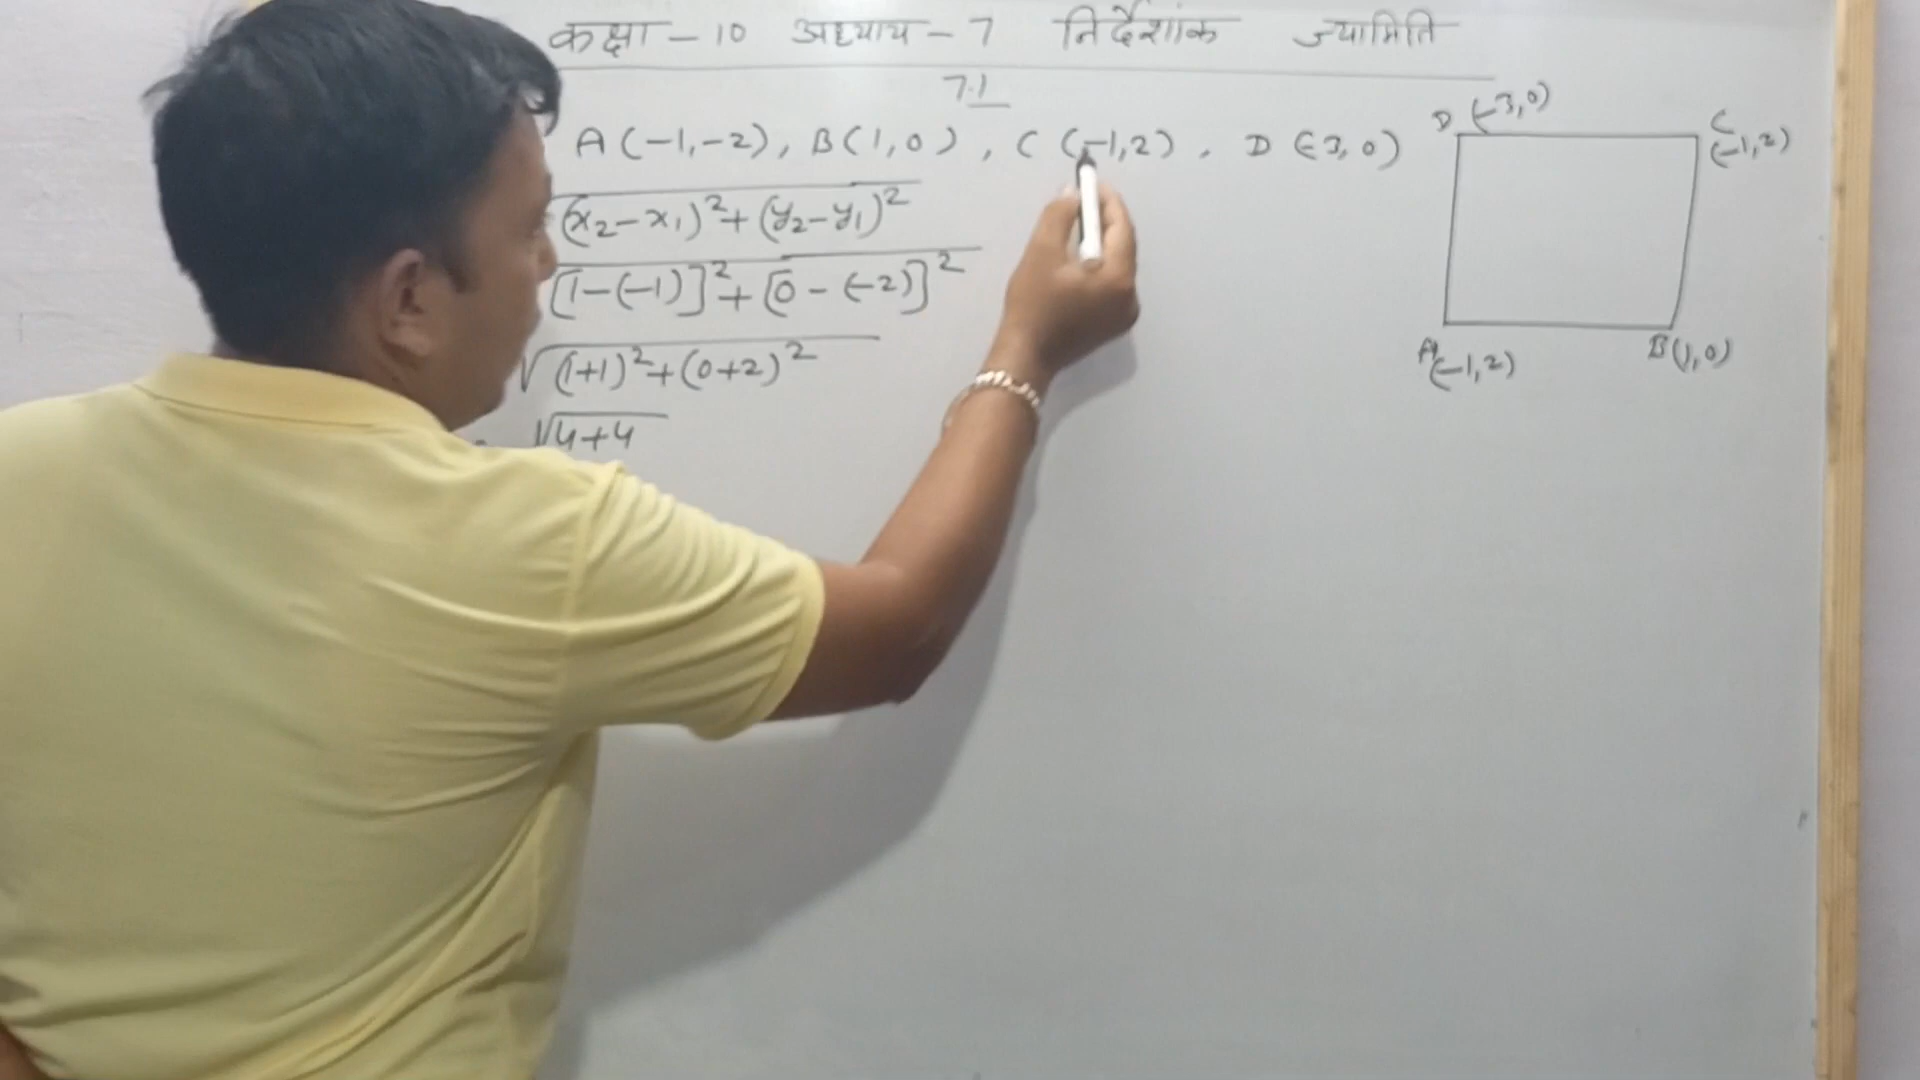 कक्षा - 10 अध्याय - 7 निर्देशांक ज्यामिति
7.1
A (-1,-2), B(1,0), C (-1,2), D (-3,0)
(x₂-x₁)²+(y₂-y₁)²
[1-(-1)]²+[0-(-2)]²
√(1+1)²+(0+2)²
√4+4
D (-3,0)
C (-1,2)
A (-1,2)
B (1,0)